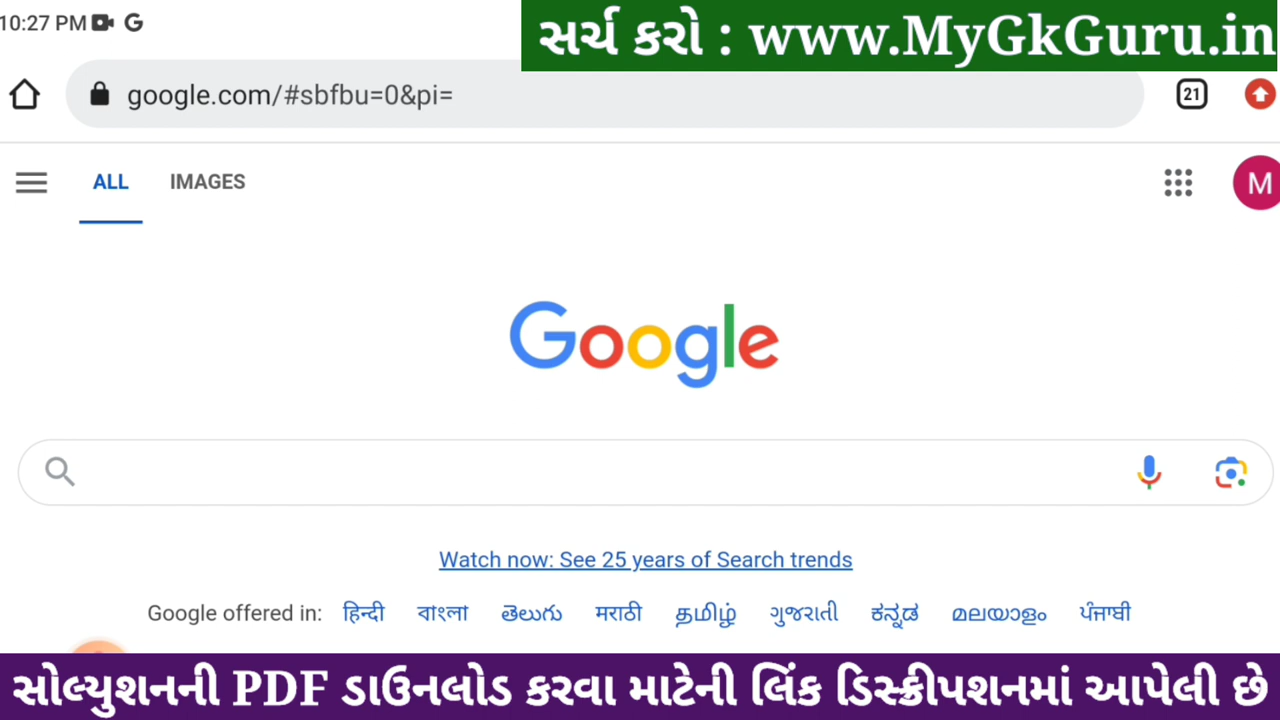 10:27 PM G
સર્ચ કરો : www.MyGkGuru.in
google.com/#sbfbu=0&pi=
21
ALL IMAGES
M
Google
Watch now: See 25 years of Search trends
Google offered in: हिन्दी বাংলা తెలుగు मराठी தமிழ் ગુજરાતી ಕನ್ನಡ മലയാളം ਪੰਜਾਬੀ
સોલ્યુશનની PDF ડાઉનલોડ કરવા માટેની લિંક ડિસ્ક્રીપશનમાં આપેલી છે